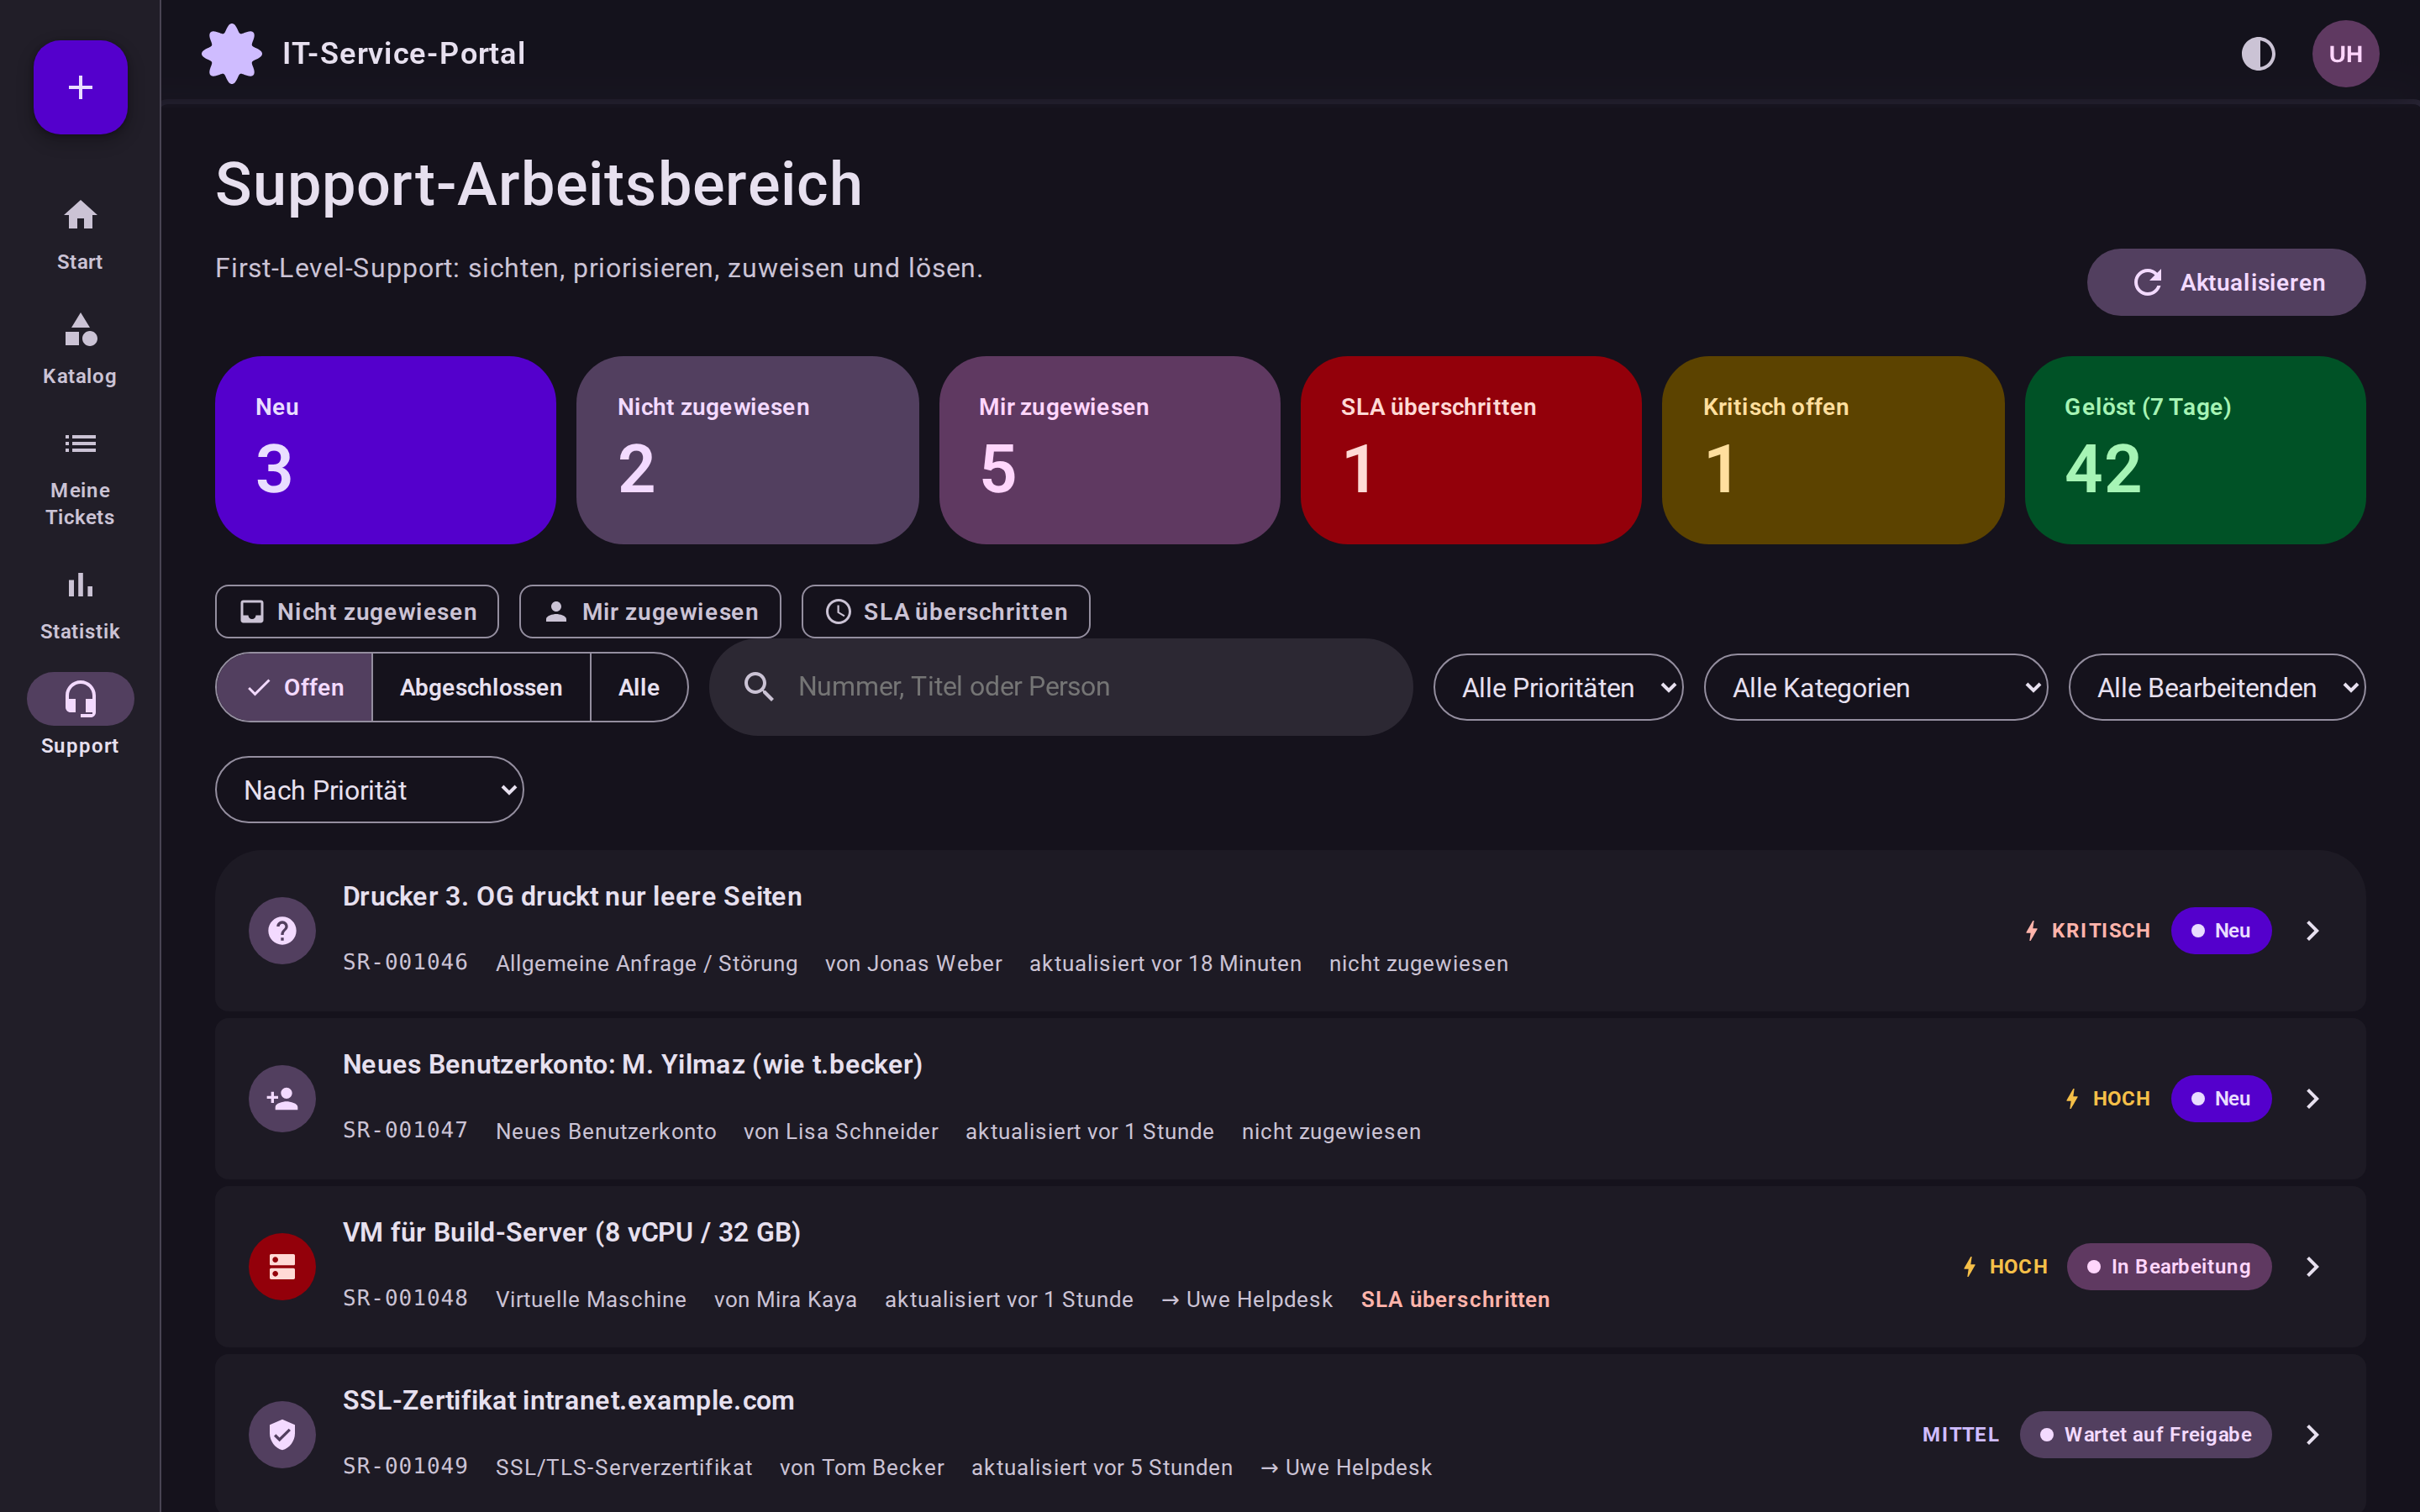 IT-Service-Portal
UH
Start
Katalog
Meine
Tickets
Statistik
Support
Support-Arbeitsbereich
First-Level-Support: sichten, priorisieren, zuweisen und lösen.
Aktualisieren
Neu
3
Nicht zugewiesen
2
Mir zugewiesen
5
SLA überschritten
1
Kritisch offen
1
Gelöst (7 Tage)
42
Nicht zugewiesen
Mir zugewiesen
SLA überschritten
Offen
Abgeschlossen
Alle
Nummer, Titel oder Person
Alle Prioritäten
Alle Kategorien
Alle Bearbeitenden
Nach Priorität
Drucker 3. OG druckt nur leere Seiten
SR-001046 Allgemeine Anfrage / Störung von Jonas Weber aktualisiert vor 18 Minuten nicht zugewiesen
KRITISCH
Neu
Neues Benutzerkonto: M. Yilmaz (wie t.becker)
SR-001047 Neues Benutzerkonto von Lisa Schneider aktualisiert vor 1 Stunde nicht zugewiesen
HOCH
Neu
VM für Build-Server (8 vCPU / 32 GB)
SR-001048 Virtuelle Maschine von Mira Kaya aktualisiert vor 1 Stunde → Uwe Helpdesk SLA überschritten
HOCH
In Bearbeitung
SSL-Zertifikat intranet.example.com
SR-001049 SSL/TLS-Serverzertifikat von Tom Becker aktualisiert vor 5 Stunden → Uwe Helpdesk
MITTEL
Wartet auf Freigabe